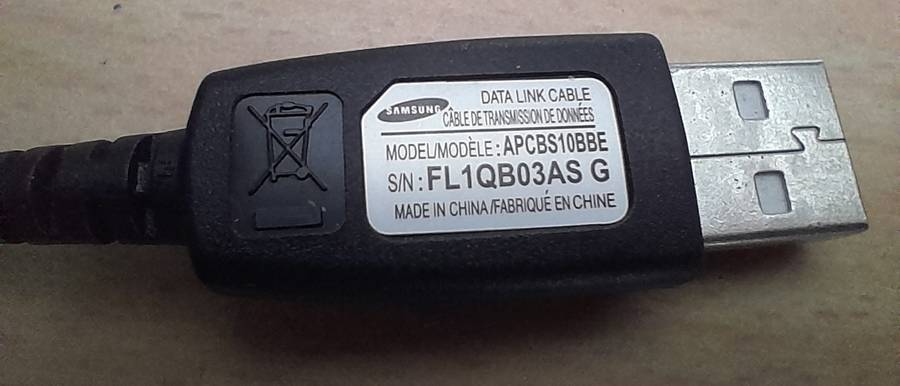 SAMSUNG
DATA LINK CABLE
CÂBLE DE TRANSMISSION DE DONNÉES
MODEL/MODÈLE : APCBS10BBE
S/N : FL1QB03AS G
MADE IN CHINA /FABRIQUÉ EN CHINE